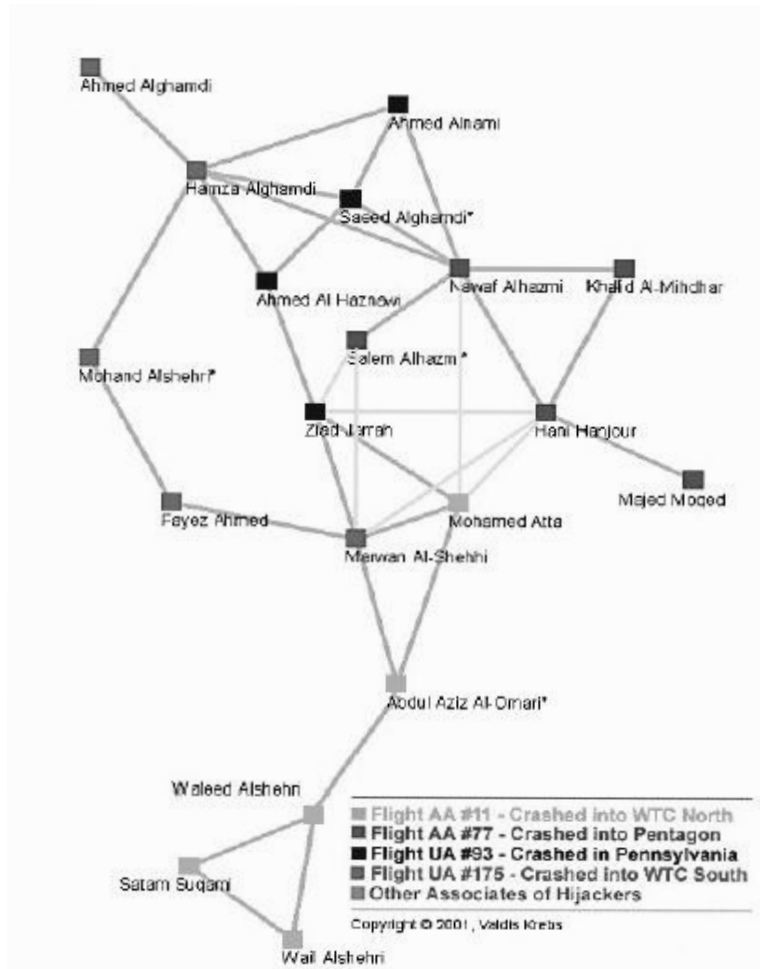 Ahmed Alghamdi
Ahmed Alnami
Hamza Alghamdi
Saeed Alghamdi*
Ahmed Al Haznawi
Nawaf Alhazmi
Khalid Al-Mihdhar
Mohand Alshehri*
Salem Alhazmi*
Ziad Jarrah
Hani Hanjour
Majed Moqed
Fayez Ahmed
Mohamed Atta
Marwan Al-Shehhi
Abdul Aziz Al-Omari*
Waleed Alshehri
Satam Suqami
Wail Alshehri
Flight AA #11 - Crashed into WTC North
Flight AA #77 - Crashed into Pentagon
Flight UA #93 - Crashed in Pennsylvania
Flight UA #175 - Crashed into WTC South
Other Associates of Hijackers
Copyright © 2001, Valdis Krebs